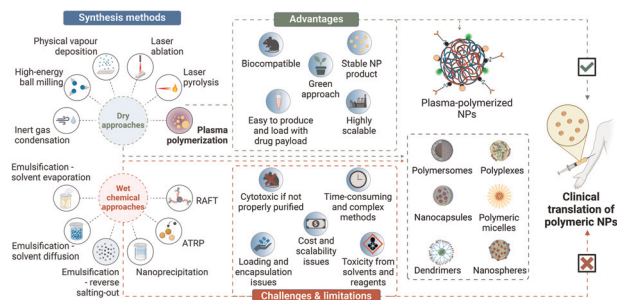 Synthesis methods
Physical vapour
deposition
Laser
ablation
High-energy
ball milling
Laser
pyrolysis
Dry
approaches
Inert gas
condensation
Plasma
polymerization
Emulsification -
solvent evaporation
Wet
chemical
approaches
RAFT
Emulsification -
solvent diffusion
ATRP
Emulsification
- reverse
salting-out
Nanoprecipitation
Advantages
Biocompatible
Stable NP
product
Green
approach
Easy to produce
and load with
drug payload
Highly
scalable
Cytotoxic if not
properly purified
Time-consuming
and complex
methods
Cost and
scalability
issues
Loading and
encapsulation
issues
Toxicity from
solvents and
reagents
Challenges & limitations
Plasma-polymerized
NPs
Polymersomes
Polyplexes
Nanocapsules
Polymeric
micelles
Dendrimers
Nanospheres
Clinical
translation of
polymeric NPs